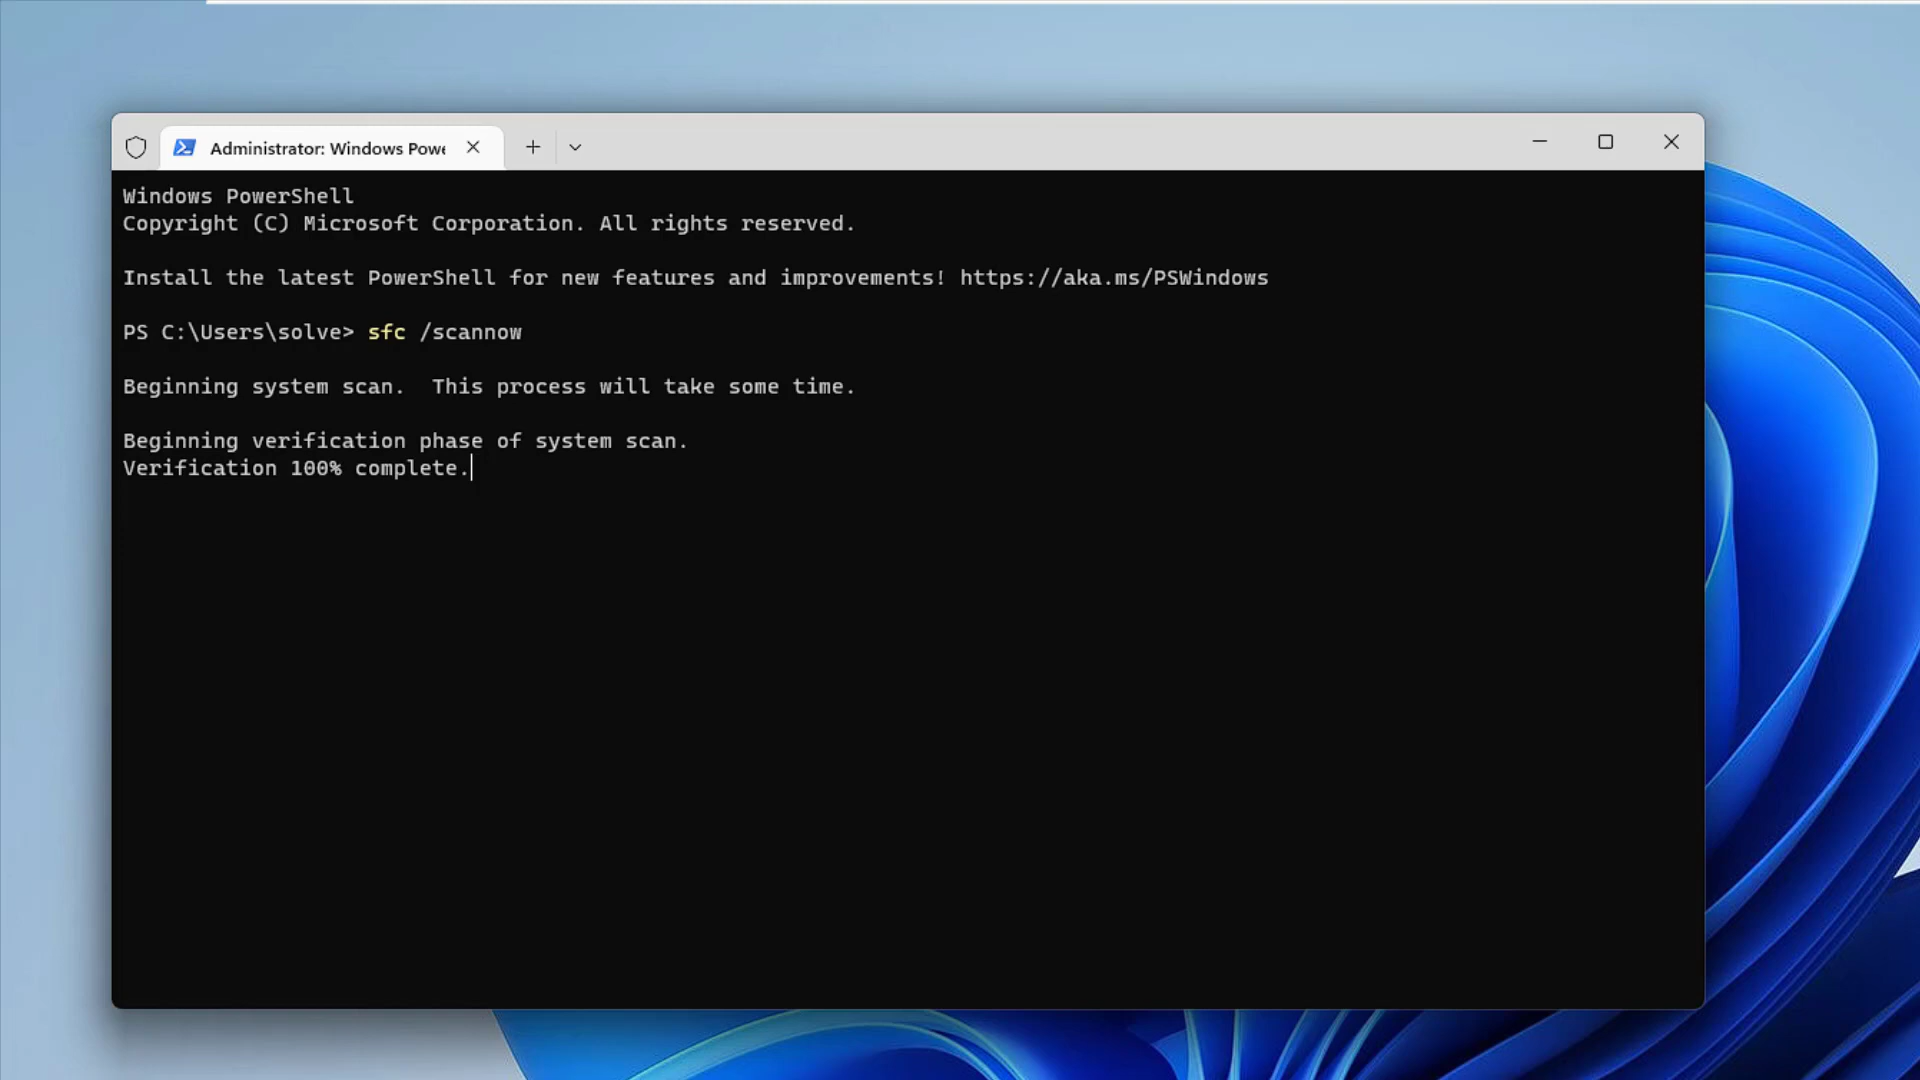 Administrator: Windows Powe
Windows PowerShell
Copyright (C) Microsoft Corporation. All rights reserved.
Install the latest PowerShell for new features and improvements! https://aka.ms/PSWindows
PS C:\Users\solve> sfc /scannow
Beginning system scan.  This process will take some time.
Beginning verification phase of system scan.
Verification 100% complete.